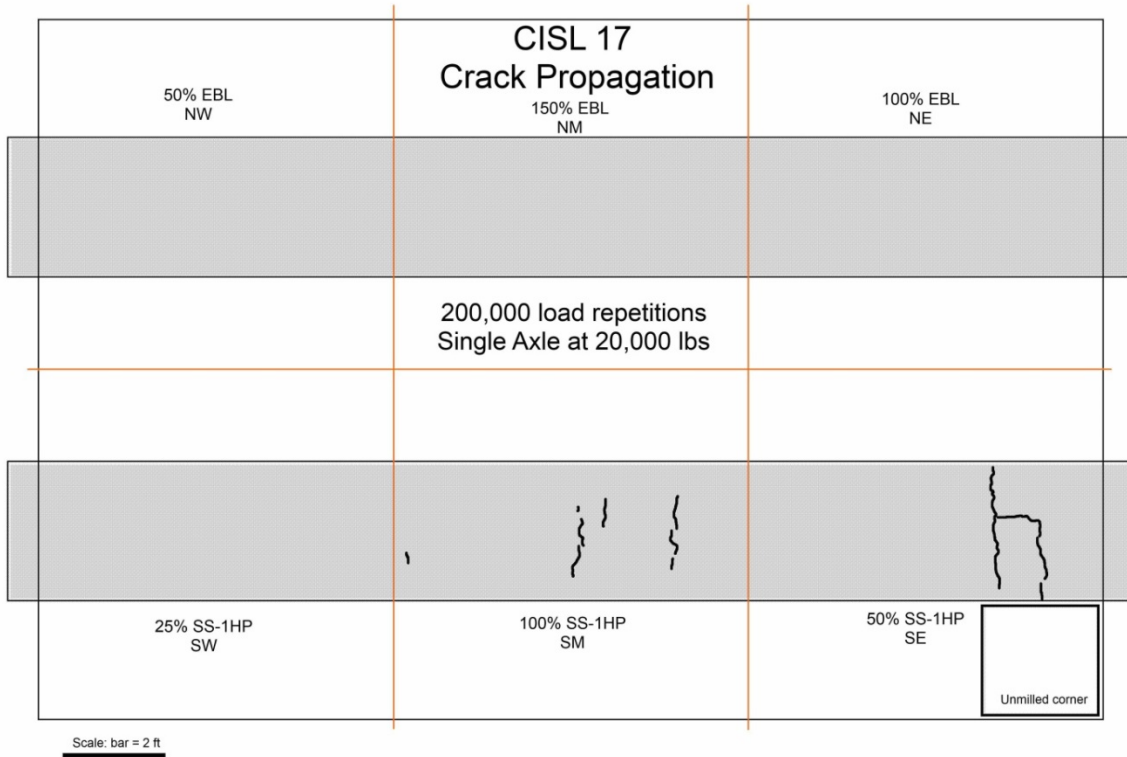 CISL 17
Crack Propagation
50% EBL
NW
150% EBL
NM
100% EBL
NE
200,000 load repetitions
Single Axle at 20,000 lbs
25% SS-1HP
SW
100% SS-1HP
SM
50% SS-1HP
SE
Unmilled corner
Scale: bar = 2 ft